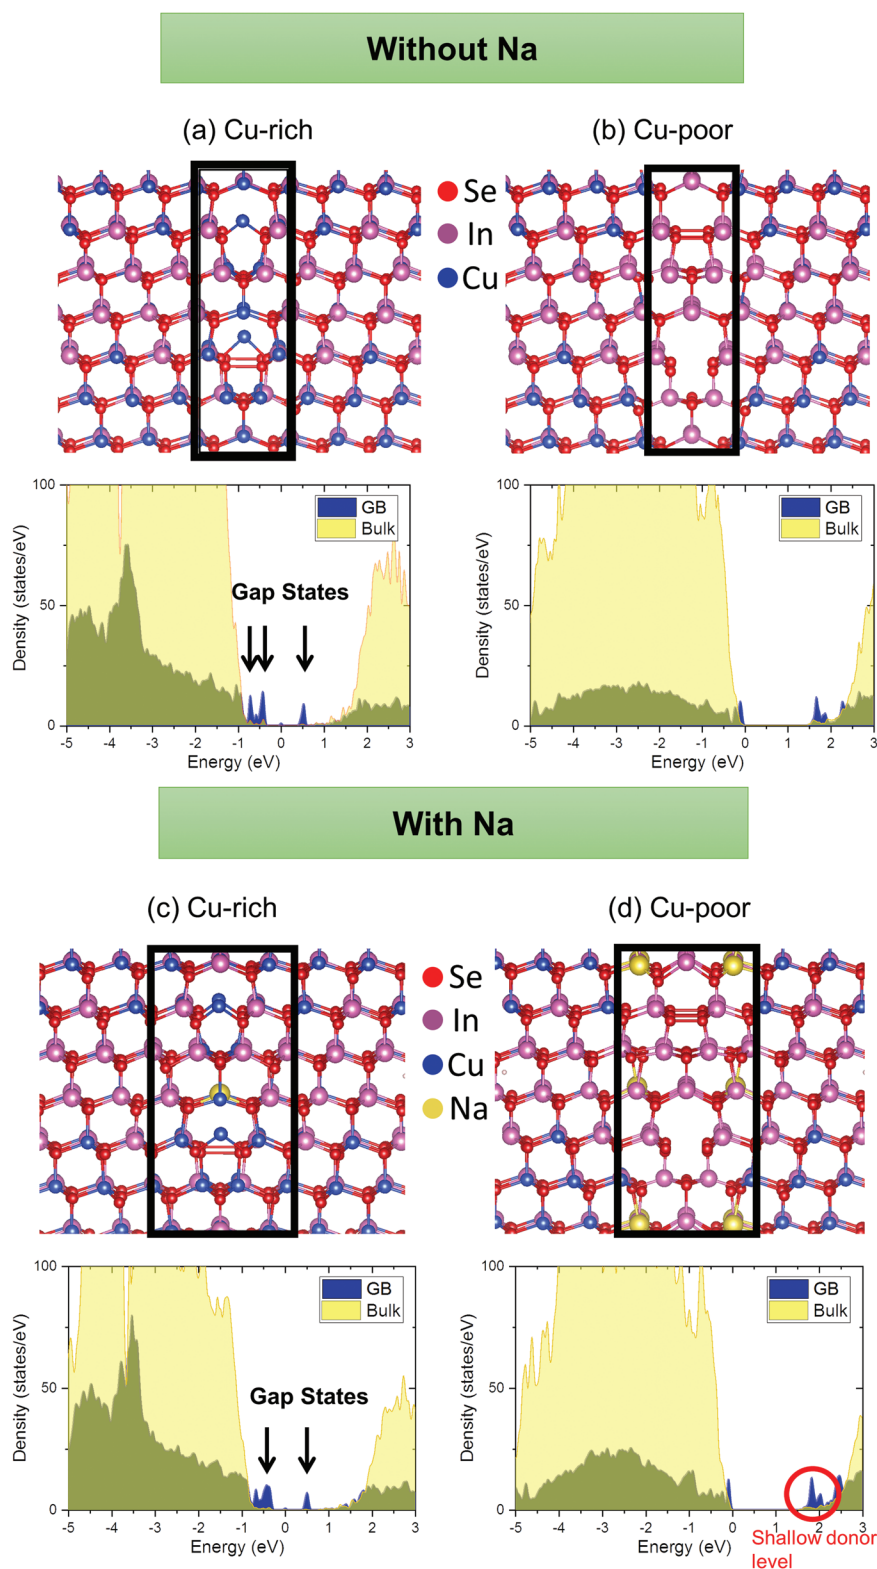 Without Na
(a) Cu-rich
(b) Cu-poor
Se
In
Cu
100
50
0
Density (states/eV)
GB
Bulk
Gap States
-5 -4 -3 -2 -1 0 1 2 3
Energy (eV)
100
50
0
Density (states/eV)
GB
Bulk
-5 -4 -3 -2 -1 0 1 2 3
Energy (eV)
With Na
(c) Cu-rich
(d) Cu-poor
Se
In
Cu
Na
100
50
0
Density (states/eV)
GB
Bulk
Gap States
-5 -4 -3 -2 -1 0 1 2 3
Energy (eV)
100
50
0
Density (states/eV)
GB
Bulk
-5 -4 -3 -2 -1 0 1 2 3
Energy (eV)
Shallow donor
level